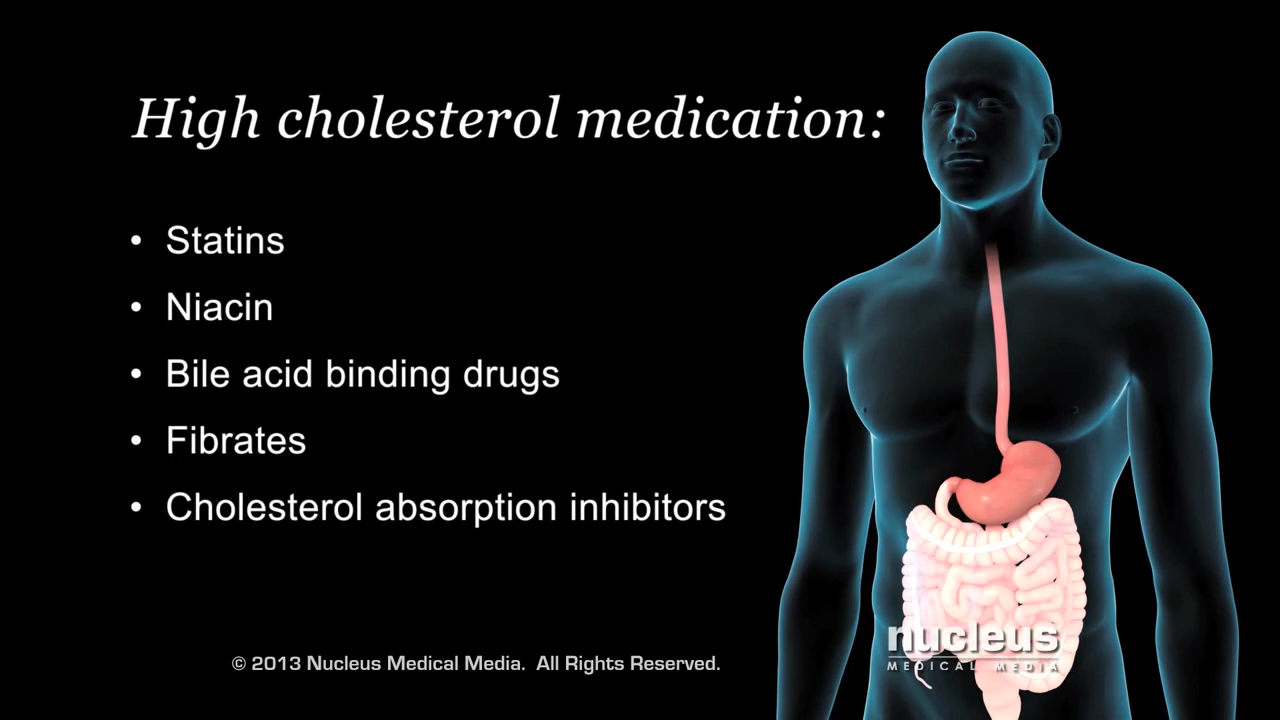 High cholesterol medication:
• Statins
• Niacin
• Bile acid binding drugs
• Fibrates
• Cholesterol absorption inhibitors
nucleus
MEDICAL MEDIA
© 2013 Nucleus Medical Media. All Rights Reserved.